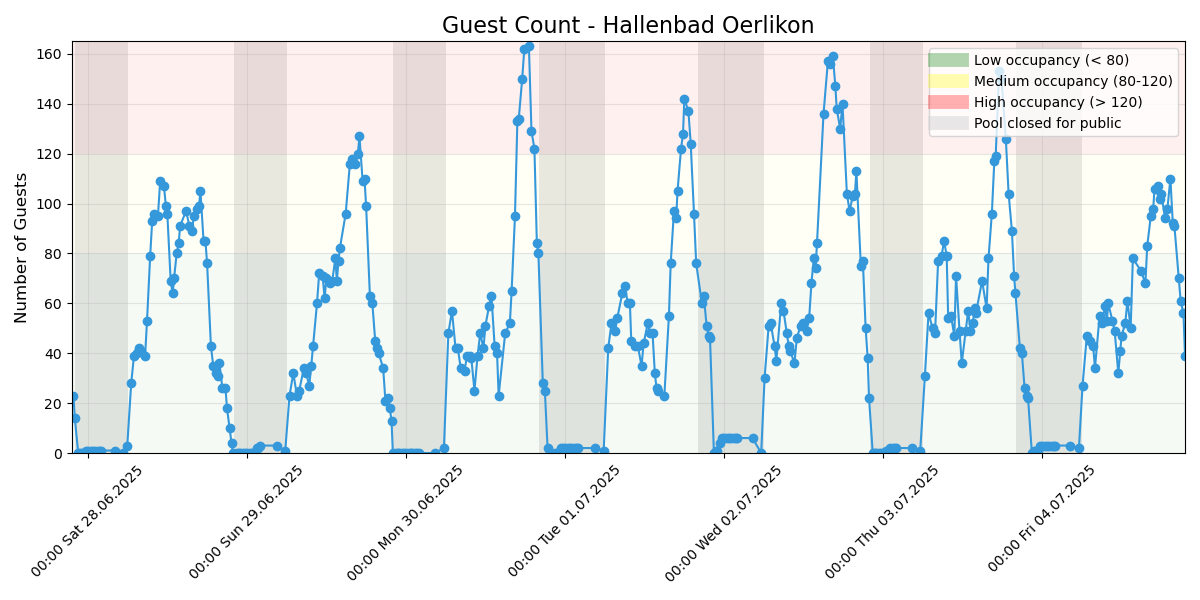 Guest Count - Hallenbad Oerlikon
Number of Guests
160
140
120
100
80
60
40
20
0
Low occupancy (< 80)
Medium occupancy (80-120)
High occupancy (> 120)
Pool closed for public
00:00 Sat 28.06.2025
00:00 Sun 29.06.2025
00:00 Mon 30.06.2025
00:00 Tue 01.07.2025
00:00 Wed 02.07.2025
00:00 Thu 03.07.2025
00:00 Fri 04.07.2025